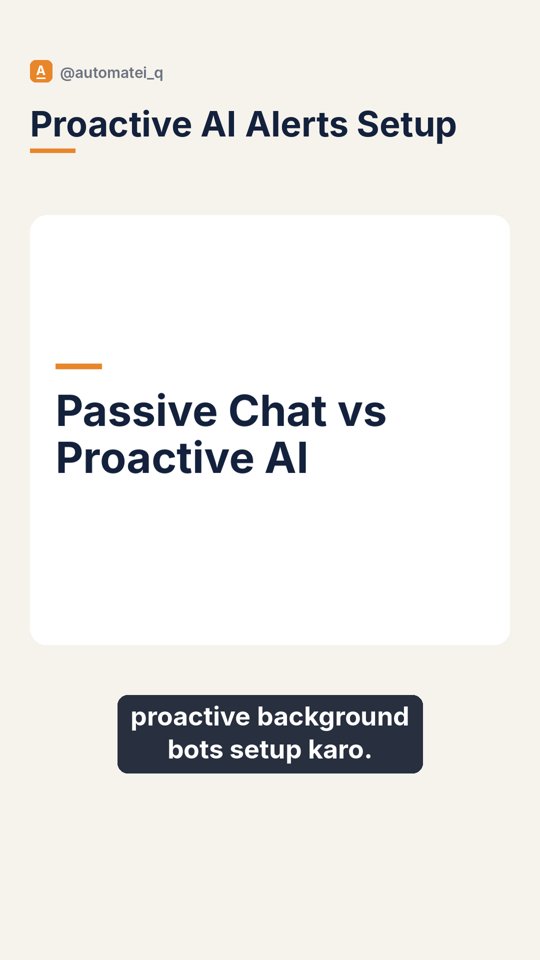 A
@automatei_q
Proactive AI Alerts Setup
Passive Chat vs
Proactive AI
proactive background
bots setup karo.